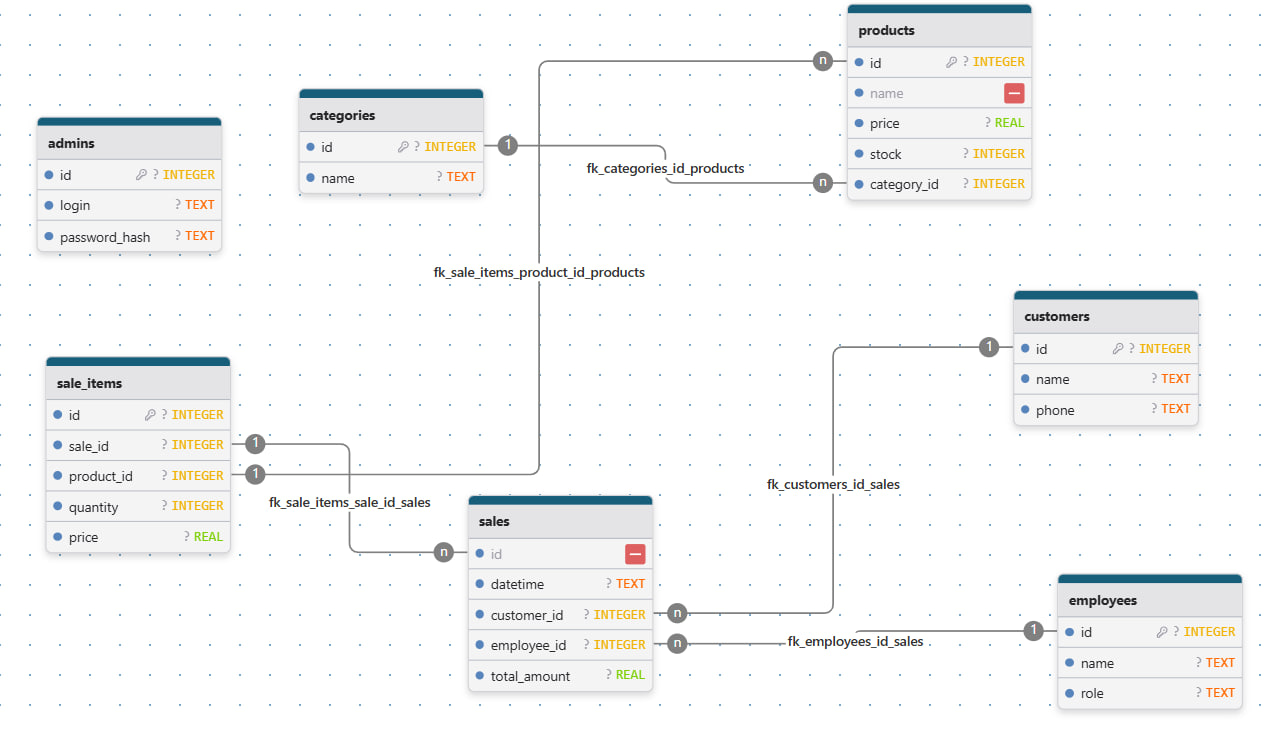 products
id ? INTEGER
name
price ? REAL
stock ? INTEGER
category_id ? INTEGER
categories
id ? INTEGER
name ? TEXT
1
fk_categories_id_products
n
n
admins
id ? INTEGER
login ? TEXT
password_hash ? TEXT
fk_sale_items_product_id_products
customers
id ? INTEGER
name ? TEXT
phone ? TEXT
1
sale_items
id ? INTEGER
sale_id ? INTEGER
product_id ? INTEGER
quantity ? INTEGER
price ? REAL
1
1
fk_sale_items_sale_id_sales
n
fk_customers_id_sales
sales
id
datetime ? TEXT
customer_id ? INTEGER
employee_id ? INTEGER
total_amount ? REAL
n
n
fk_employees_id_sales
1
employees
id ? INTEGER
name ? TEXT
role ? TEXT